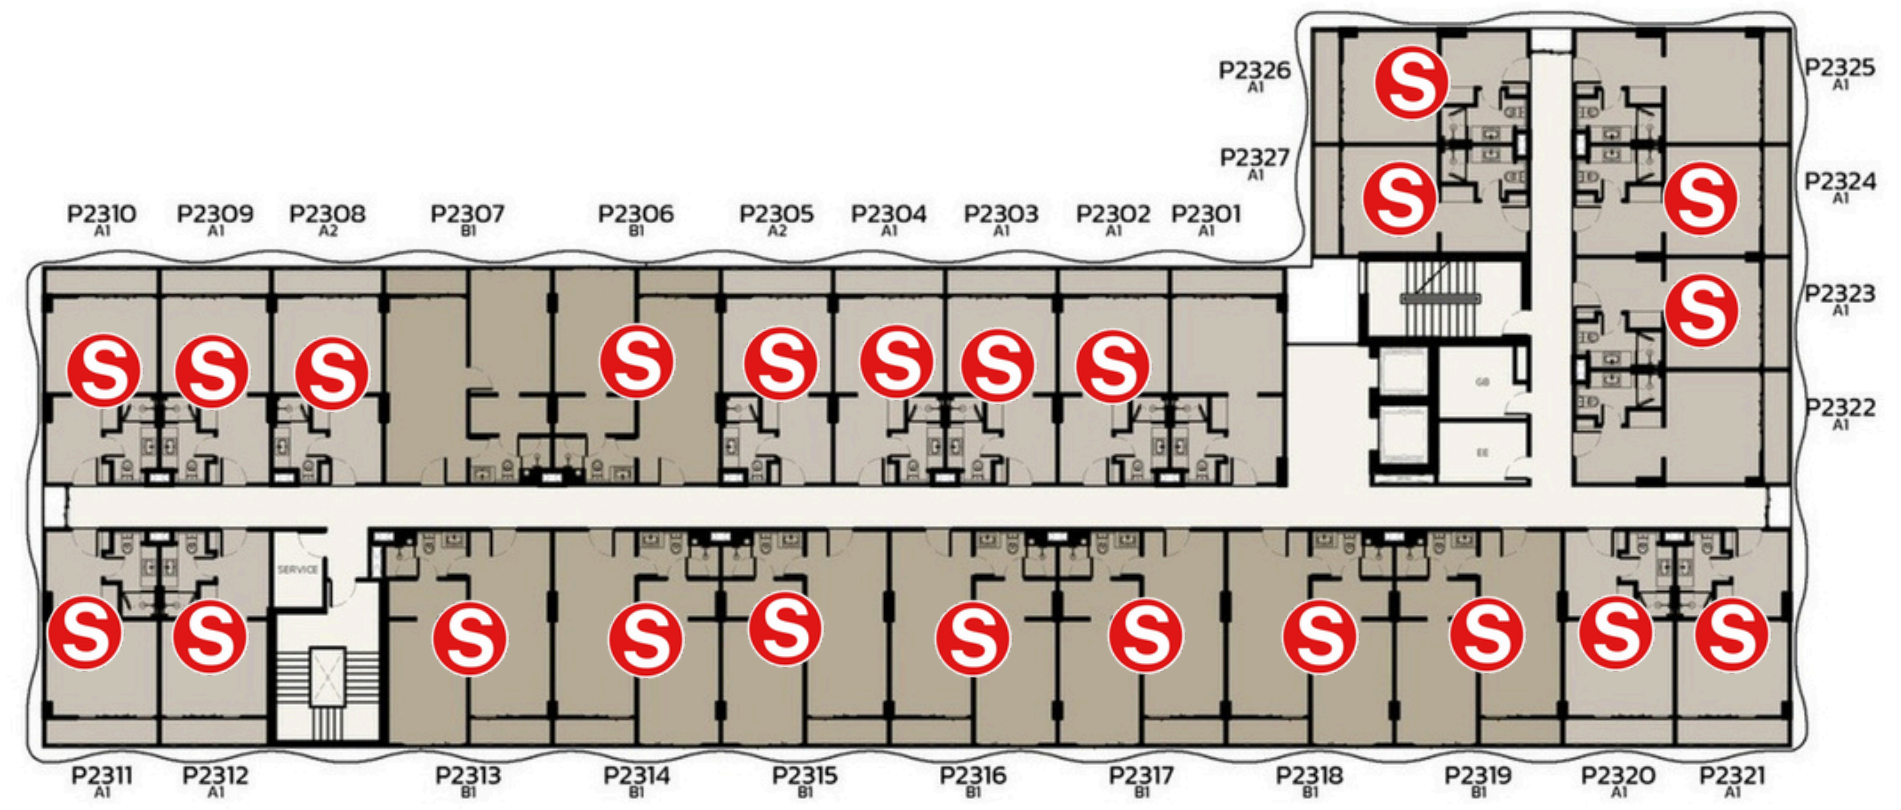 P2326
A1
P2325
A1
S
P2327
A1
P2324
A1
S
S
P2310
A1
P2309
A1
P2308
A2
P2307
B1
P2306
B1
P2305
A2
P2304
A1
P2303
A1
P2302
A1
P2301
A1
P2323
A1
S
S
S
S
S
S
S
S
S
GB
P2322
A1
EE
SERVICE
S
S
S
S
S
S
S
S
S
S
S
P2311
A1
P2312
A1
P2313
B1
P2314
B1
P2315
B1
P2316
B1
P2317
B1
P2318
B1
P2319
B1
P2320
A1
P2321
A1